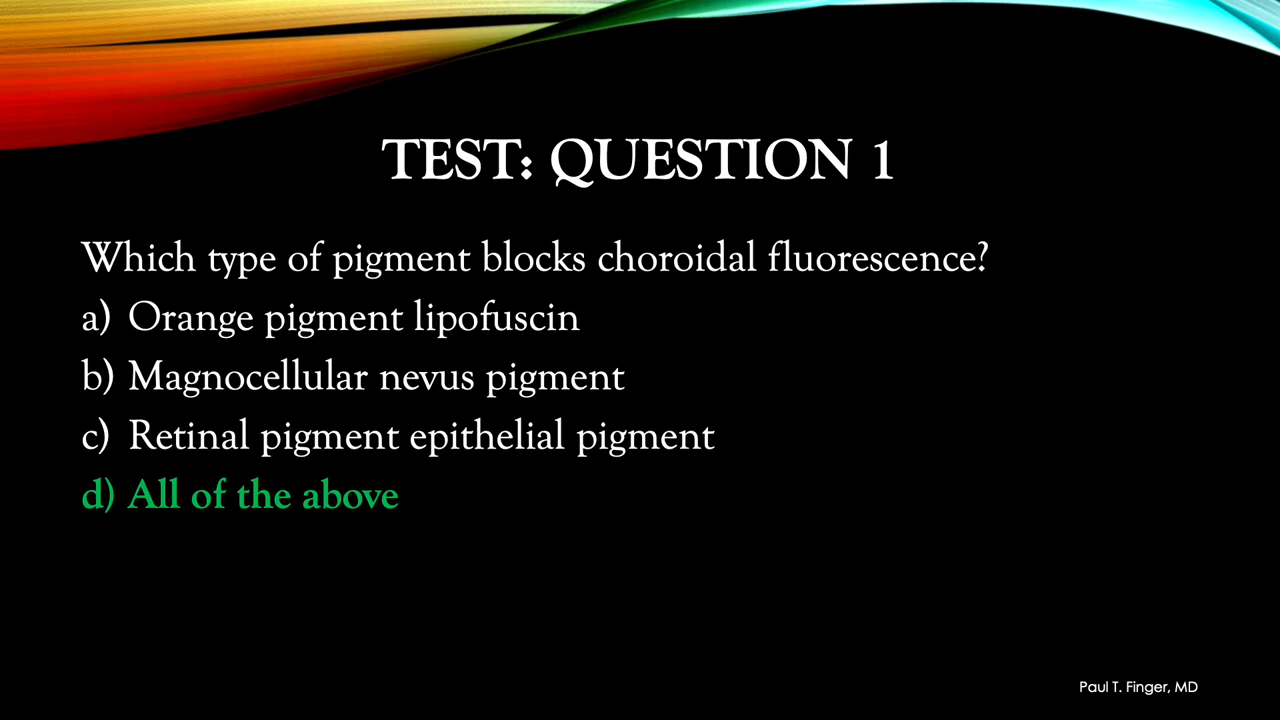 TEST: QUESTION 1
Which type of pigment blocks choroidal fluorescence?
a) Orange pigment lipofuscin
b) Magnocellular nevus pigment
c) Retinal pigment epithelial pigment
d) All of the above
Paul T. Finger, MD